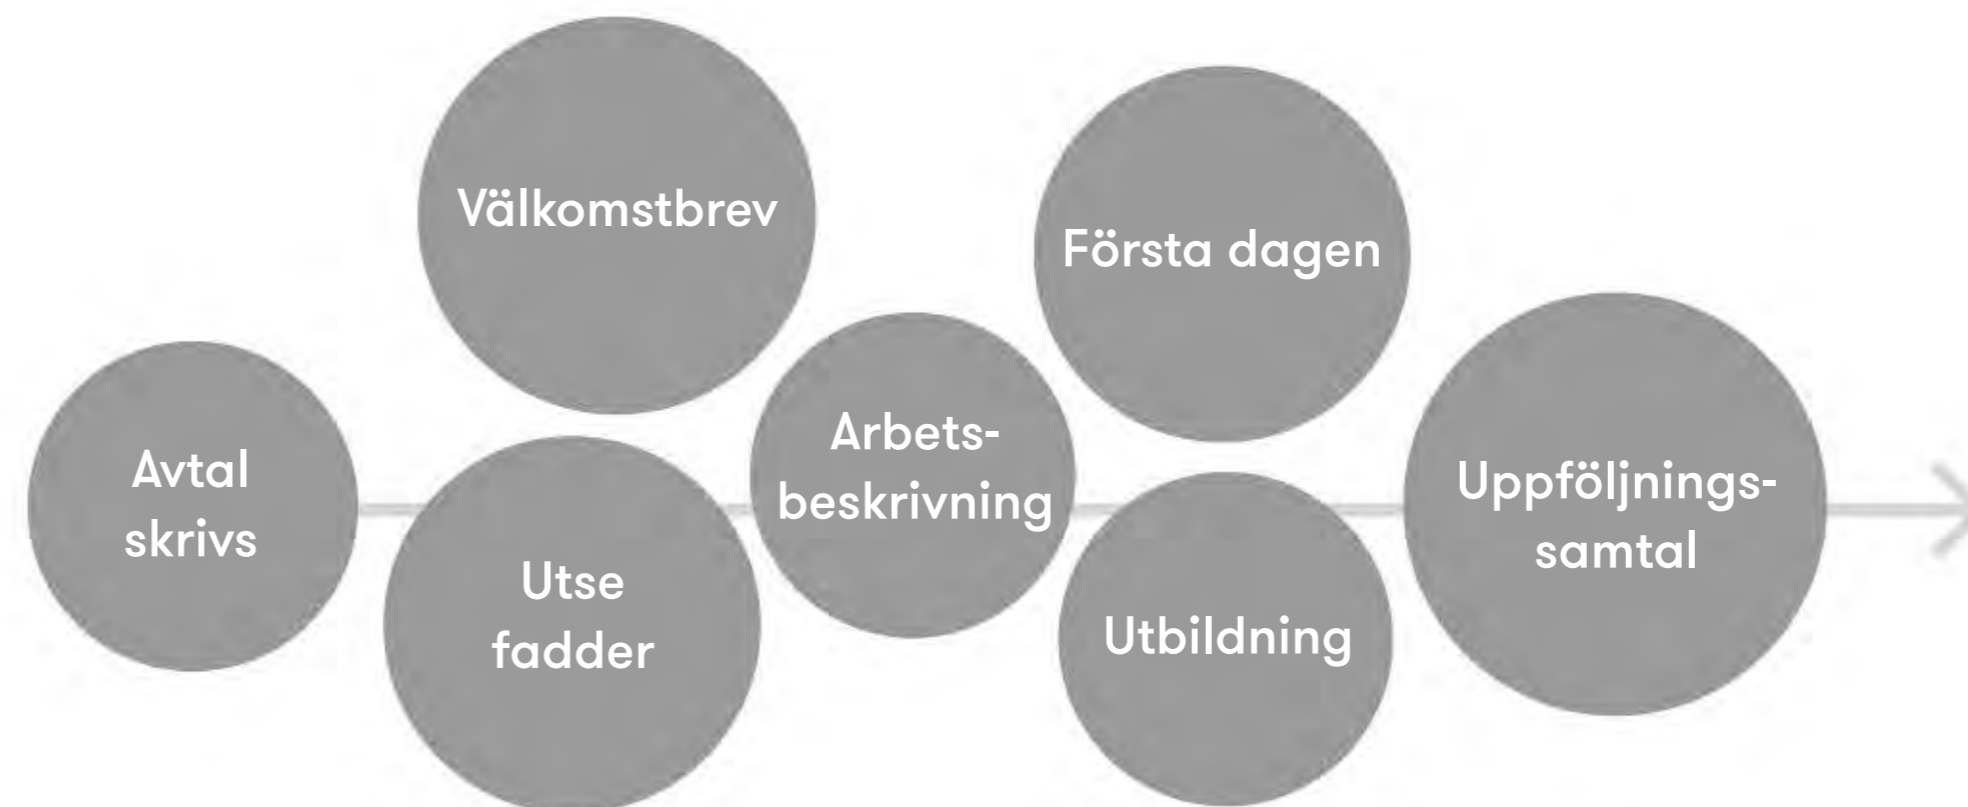 Avtal
skrivs
Välkomstbrev
Utse
fadder
Arbets-
beskrivning
Första dagen
Utbildning
Uppföljnings-
samtal